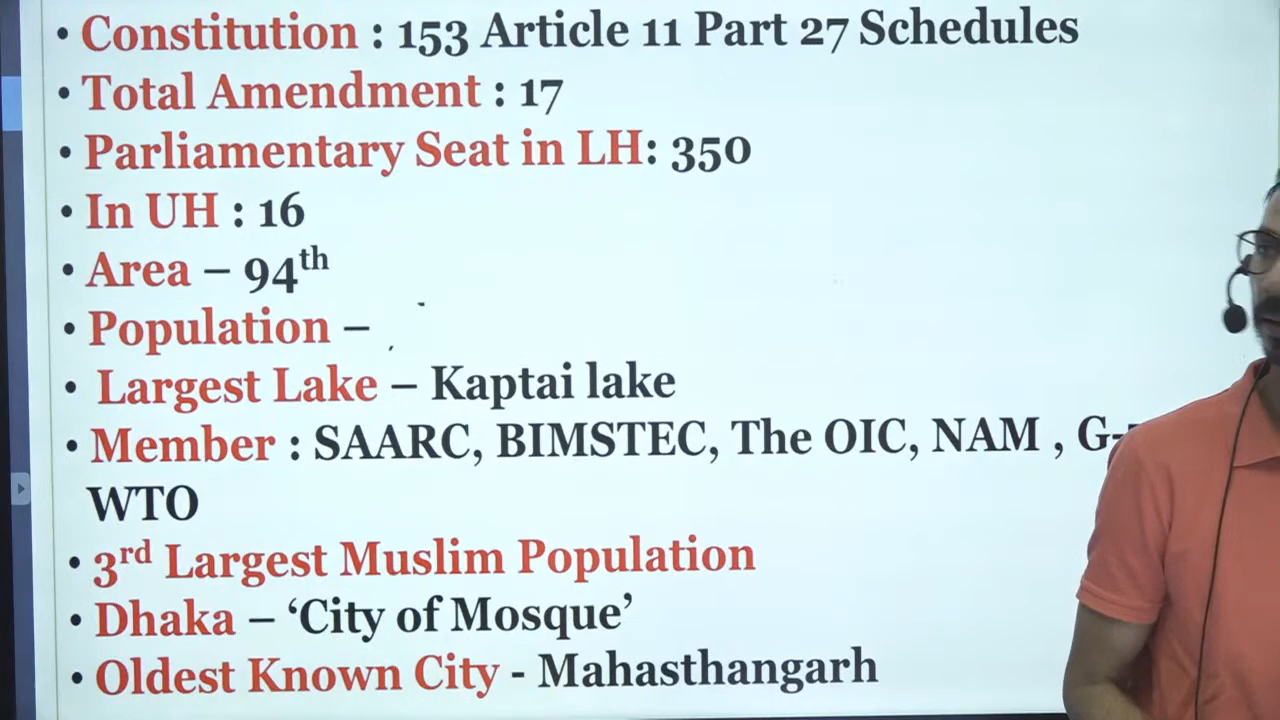 • Constitution : 153 Article 11 Part 27 Schedules
• Total Amendment : 17
• Parliamentary Seat in LH: 350
• In UH : 16
• Area – 94th
• Population –
• Largest Lake – Kaptai lake
• Member : SAARC, BIMSTEC, The OIC, NAM ,
WTO
• 3rd Largest Muslim Population
• Dhaka – ‘City of Mosque’
• Oldest Known City - Mahasthangarh